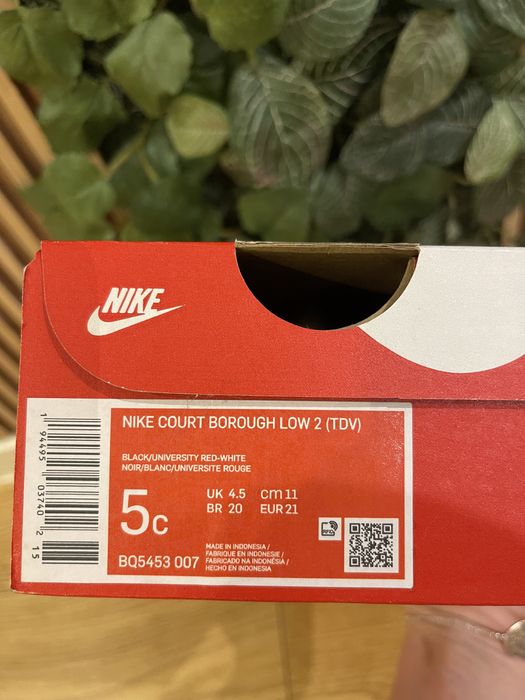 NIKE
NIKE COURT BOROUGH LOW 2 (TDV)
BLACK/UNIVERSITY RED-WHITE
NOIR/BLANC/UNIVERSITE ROUGE
5C
UK 4.5 cm 11
BR 20 EUR 21
BQ5453 007
MADE IN INDONESIA /
FABRIQUE EN INDONESIE /
FABRICADO NA INDONÉSIA /
HECHO EN INDONESIA
1 94495 03740 2 15